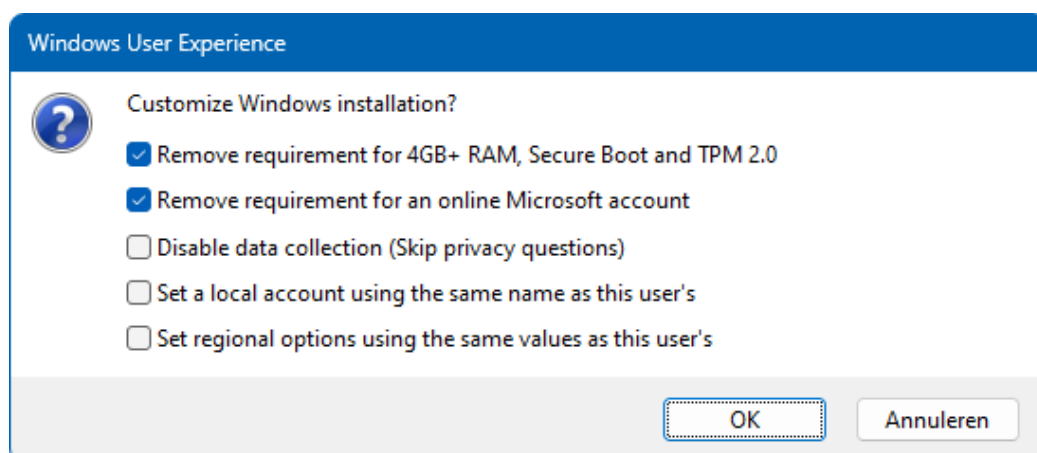 Windows User Experience
Customize Windows installation?
Remove requirement for 4GB+ RAM, Secure Boot and TPM 2.0
Remove requirement for an online Microsoft account
Disable data collection (Skip privacy questions)
Set a local account using the same name as this user's
Set regional options using the same values as this user's
OK
Annuleren